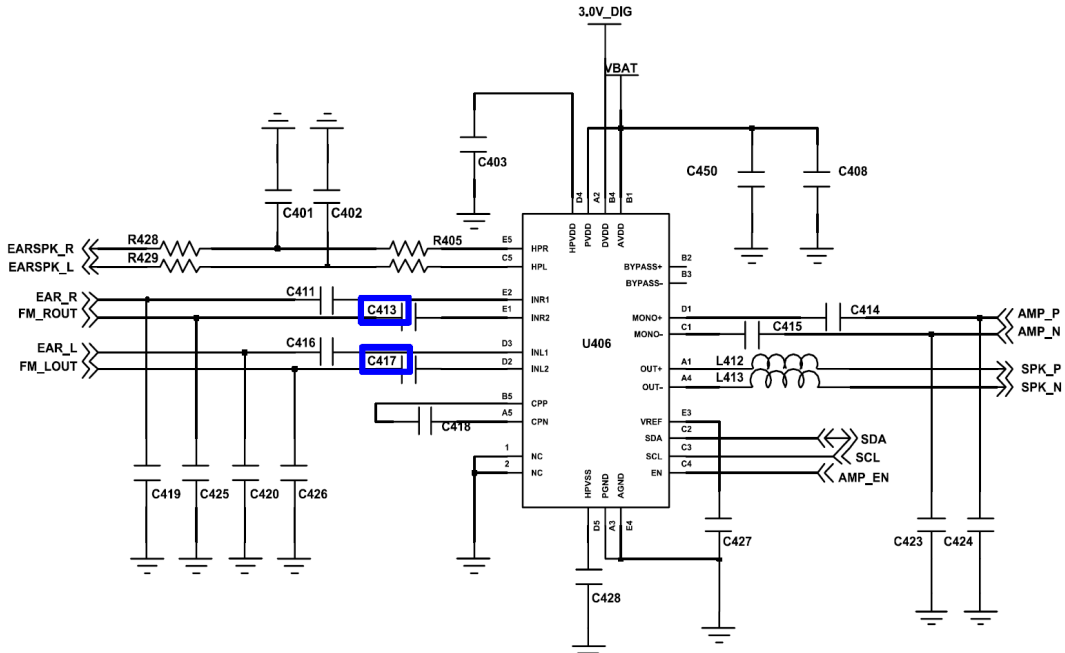 3.0V_DIG
VBAT
C403
C450
C408
C401
C402
D4
A2
B4
B1
HPVDD
PVDD
DVDD
AVDD
R428
R405
EARSPK_R
E5
HPR
R429
EARSPK_L
C5
HPL
B2
BYPASS+
B3
BYPASS-
C411
EAR_R
E2
INR1
C413
FM_ROUT
E1
INR2
D1
MONO+
C414
AMP_P
C1
MONO-
C415
AMP_N
U406
C416
EAR_L
D3
INL1
C417
FM_LOUT
D2
INL2
A1
OUT+
L412
SPK_P
A4
OUT-
L413
SPK_N
B5
CPP
A5
CPN
C418
E3
VREF
C2
SDA
SDA
C3
SCL
SCL
C4
EN
AMP_EN
1
NC
2
NC
HPVSS
PGND
AGND
D5
A3
E4
C419
C425
C420
C426
C427
C423
C424
C428